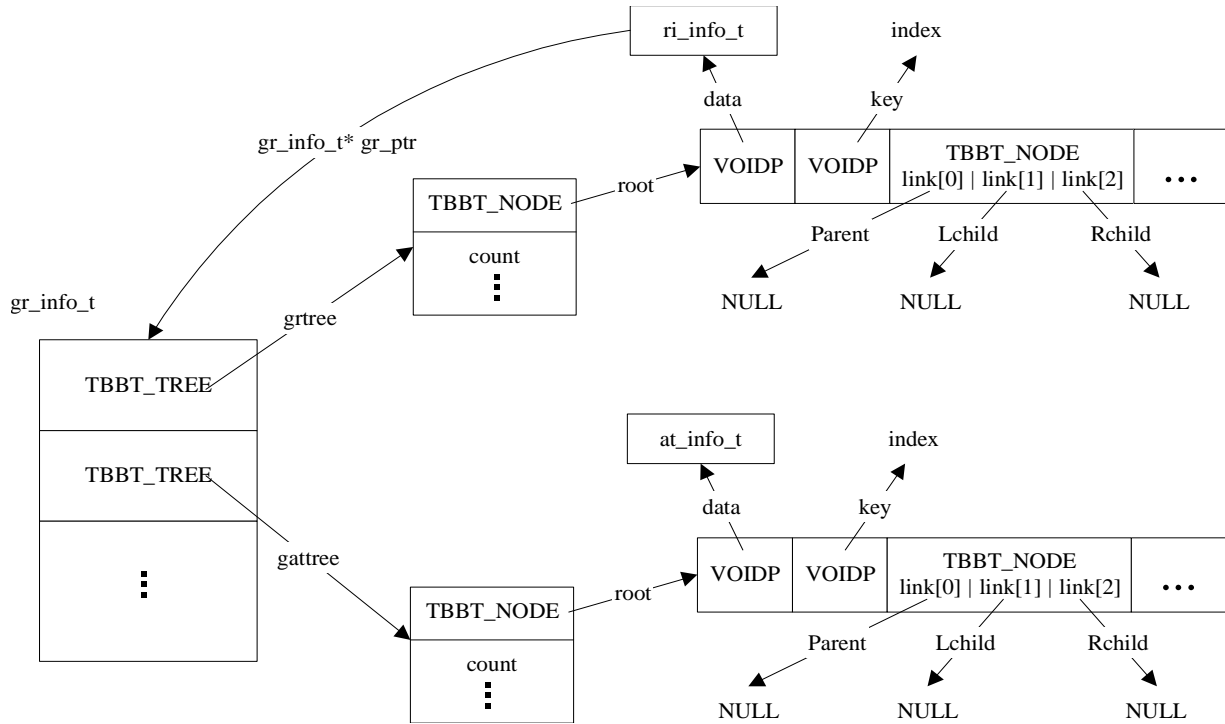 ri_info_t
index
data
key
gr_info_t* gr_ptr
VOIDP
VOIDP
TBBT_NODE
link[0] | link[1] | link[2]
...
root
TBBT_NODE
count
Parent
Lchild
Rchild
NULL
NULL
NULL
gr_info_t
grtree
TBBT_TREE
TBBT_TREE
gattree
at_info_t
index
data
key
VOIDP
VOIDP
TBBT_NODE
link[0] | link[1] | link[2]
...
root
TBBT_NODE
count
Parent
Lchild
Rchild
NULL
NULL
NULL